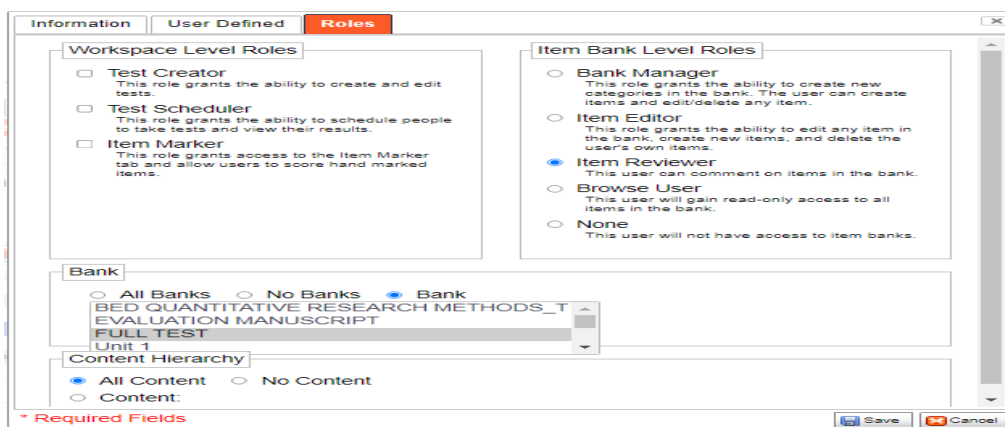 Information
User Defined
Roles
Workspace Level Roles
Test Creator
This role grants the ability to create and edit
tests.
Test Scheduler
This role grants the ability to schedule people
to take tests and view their results.
Item Marker
This role grants access to the Item Marker
tab and allow users to score hand marked
items.
Item Bank Level Roles
Bank Manager
This role grants the ability to create new
categories in the bank. The user can create
items and edit/delete any item.
Item Editor
This role grants the ability to edit any item in
the bank, create new items, and delete the
user's own items.
Item Reviewer
This user can comment on items in the bank.
Browse User
This user will gain read-only access to all
items in the bank.
None
This user will not have access to item banks.
Bank
All Banks No Banks Bank
BED QUANTITATIVE RESEARCH METHODS_T
EVALUATION MANUSCRIPT
FULL TEST
Unit 1
Content Hierarchy
All Content No Content
Content:
* Required Fields
Save Cancel